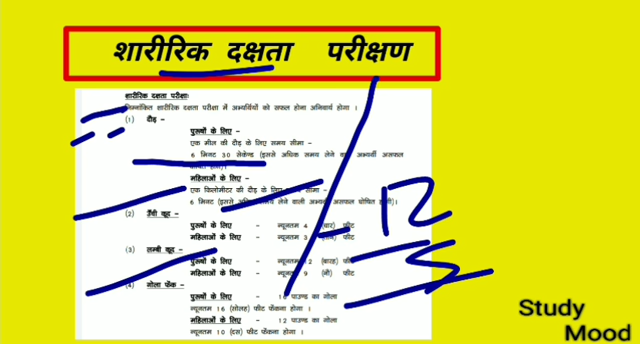 शारीरिक दक्षता परीक्षण
शारीरिक दक्षता परीक्षाः
निम्नांकित शारीरिक दक्षता परीक्षा में अभ्यर्थियों को सफल होना अनिवार्य होगा ।
(1) दौड़ –
पुरूषों के लिए –
एक मील की दौड़ के लिए समय सीमा –
6 मिनट 30 सेकेन्ड (इससे अधिक समय लेने वाले अभ्यर्थी असफल
महिलाओं के लिए –
एक किलोमीटर की दौड़ के लिए सीमा –
6 मिनट (इससे लेने वाली असफल घोषित
(2) ऊँची कूद –
पुरूषों के लिए – न्यूनतम 4 (चार) फीट
महिलाओं के लिए – न्यूनतम 3 फीट
(3) लम्बी कूद –
पुरूषों के लिए – न्यूनतम 12 (बारह) फीट
महिलाओं के लिए – न्यूनतम 9 (नौ) फीट
(4) गोला फेंक –
पुरूषों के लिए – 16 पाउण्ड का गोला
न्यूनतम 16 (सोलह) फीट फेंकना होगा ।
महिलाओं के लिए – 12 पाउण्ड का गोला
न्यूनतम 10 (दस) फीट फेंकना होगा ।
12
5
Study
Mood